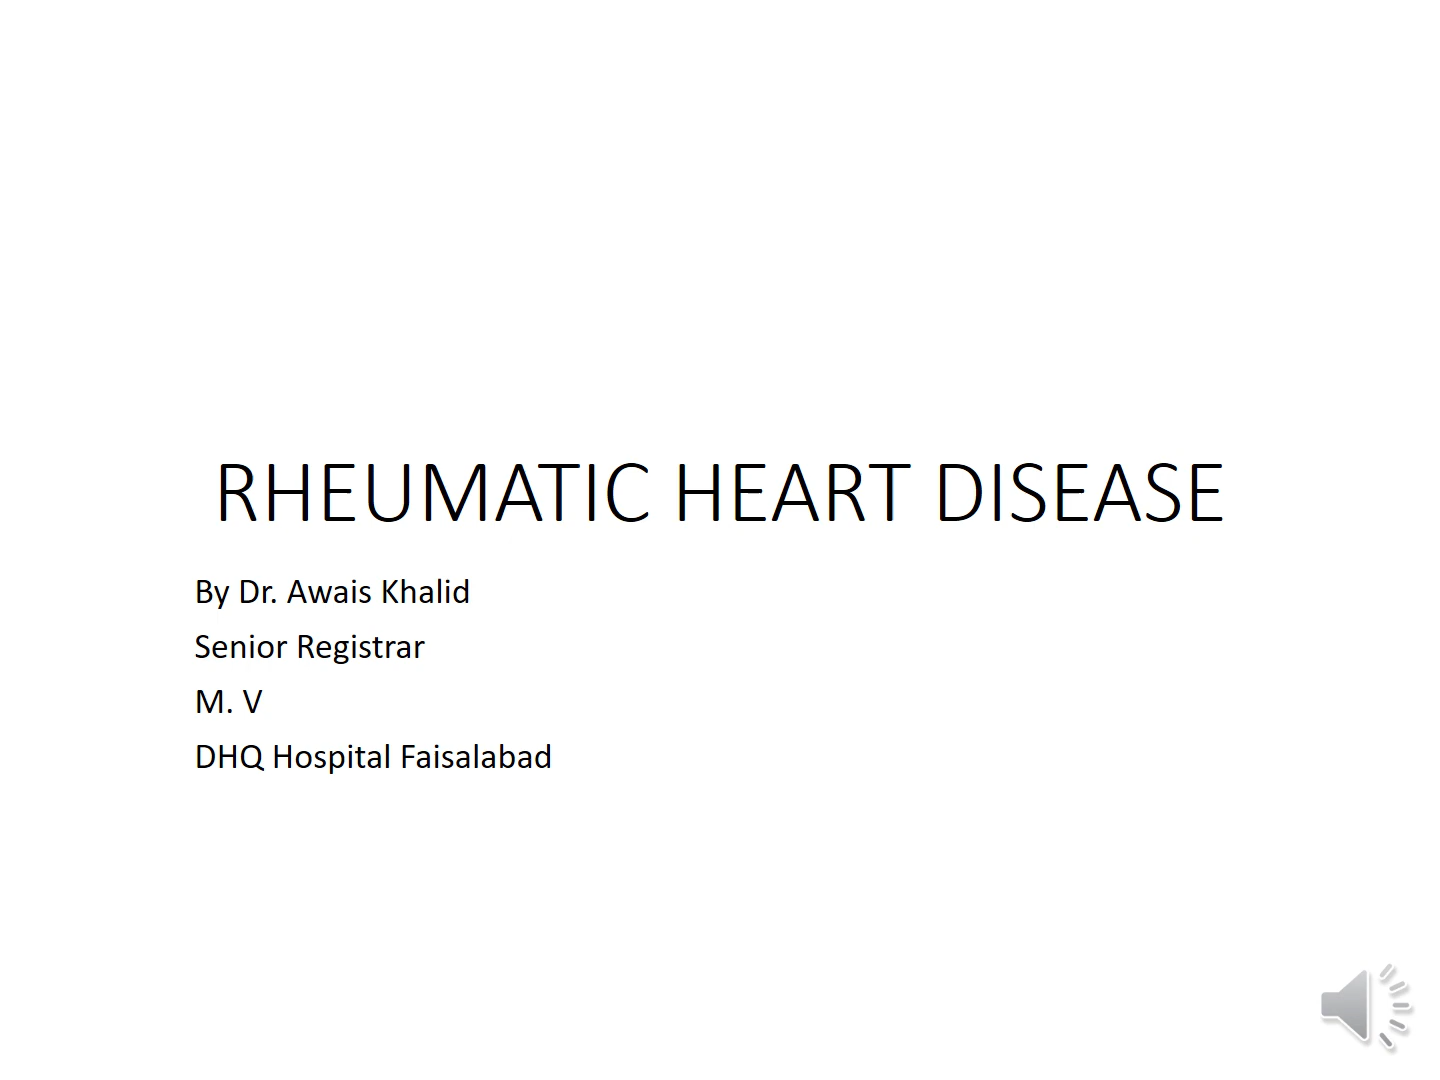 RHEUMATIC HEART DISEASE
By Dr. Awais Khalid
Senior Registrar
M. V
DHQ Hospital Faisalabad